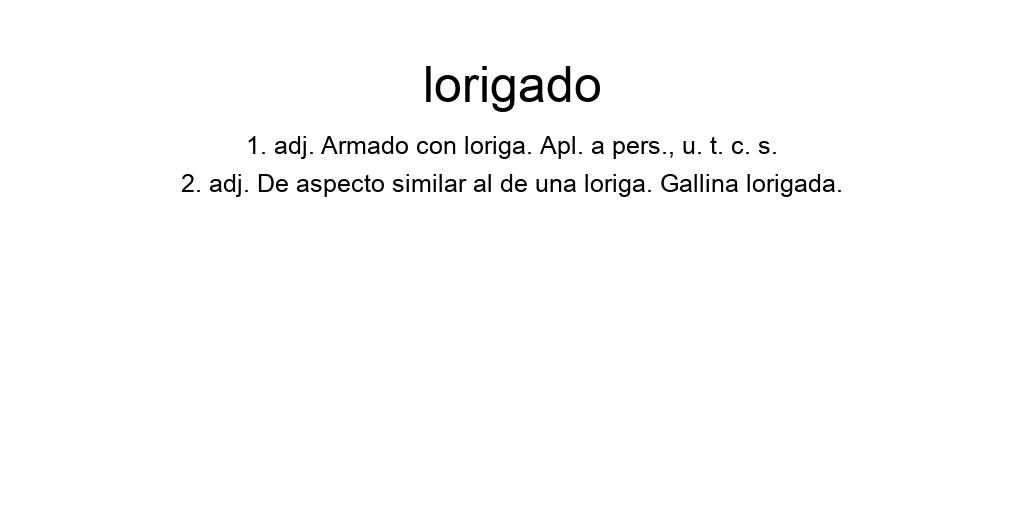 lorigado
1. adj. Armado con loriga. Apl. a pers., u. t. c. s.
2. adj. De aspecto similar al de una loriga. Gallina lorigada.